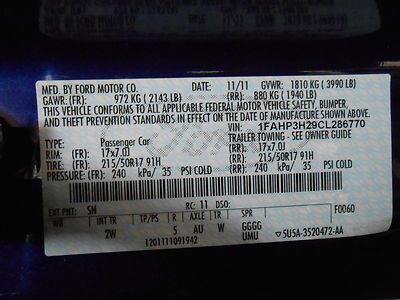 MFD. BY FORD MOTOR CO. 11/11 GVWR: 1810 KG ( 3990 LB)
GAWR:(FR): 972 KG ( 2143 LB) (RR): 880 KG ( 1940 LB)
THIS VEHICLE CONFORMS TO ALL APPLICABLE FEDERAL MOTOR VEHICLE SAFETY, BUMPER,
AND THEFT PREVENTION STANDARDS IN EFFECT ON THE DATE OF MANUFACTURE SHOWN ABOVE.
VIN: 1FAHP3H29CL286770
TYPE: Passenger Car TRAILER TOWING - SEE OWNER GUIDE
RIM: (FR): 17x7.0J (RR): 17x7.0J
TIRE: (FR): 215/50R17 91H (RR): 215/50R17 91H
PRESSURE: (FR): 240 kPa/ 35 PSI COLD (RR): 240 kPa/ 35 PSI COLD
EXT PNT: SN RC: 11 DSO: F0060
WB INT TR TP/PS R AXLE TR SPR
2W 5 AU W GGGG
UMU
1201111091942 5U5A-3520472-AA